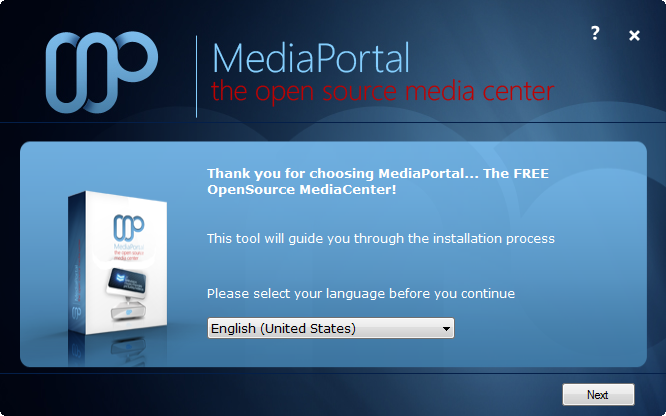 MediaPortal
the open source media center
?
Thank you for choosing MediaPortal... The FREE
OpenSource MediaCenter!
This tool will guide you through the installation process
Please select your language before you continue
English (United States)
MediaPortal
the open source
media center
Next